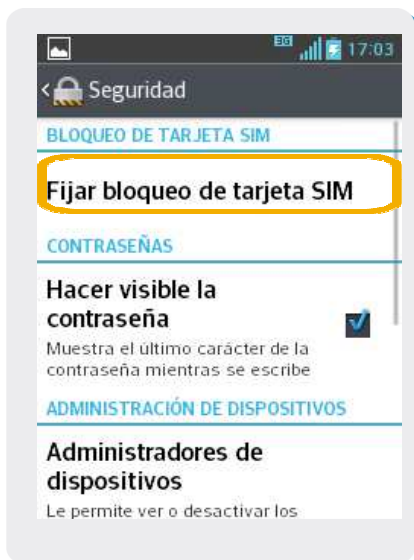 3G 17:03
Seguridad
BLOQUEO DE TARJETA SIM
Fijar bloqueo de tarjeta SIM
CONTRASEÑAS
Hacer visible la
contraseña
Muestra el último carácter de la
contraseña mientras se escribe
ADMINISTRACIÓN DE DISPOSITIVOS
Administradores de
dispositivos
Le permite ver o desactivar los